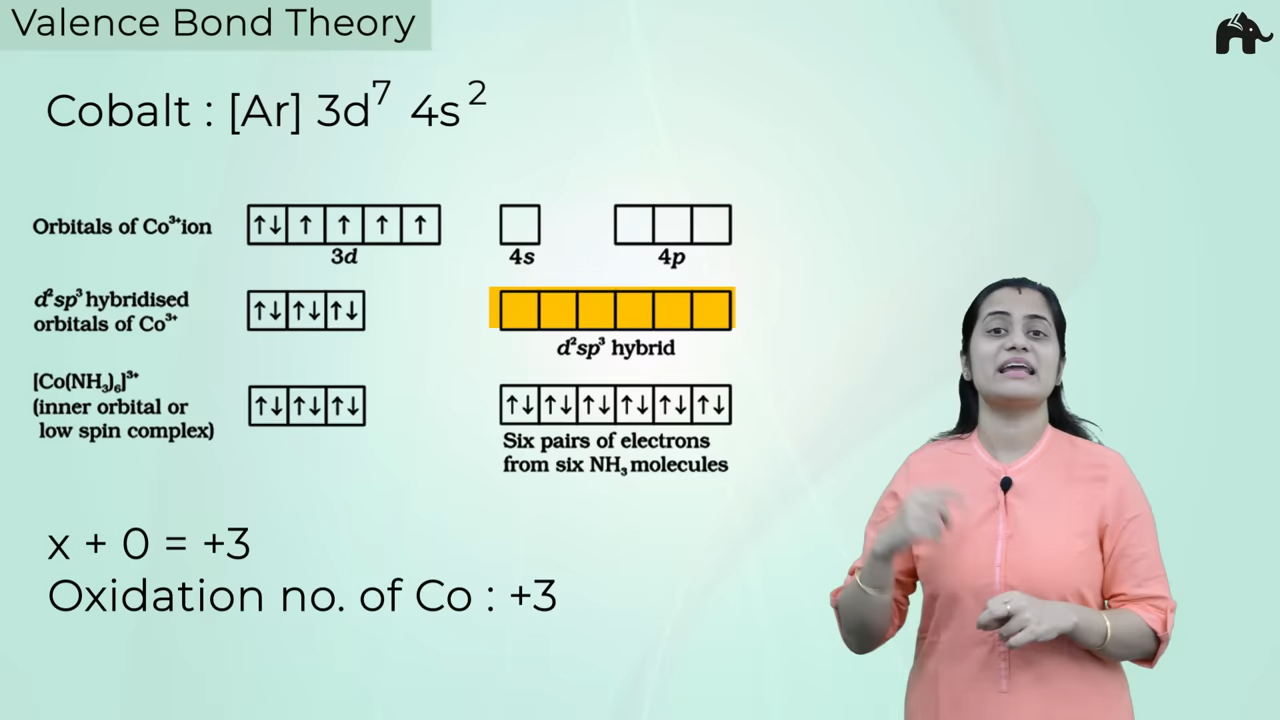 Valence Bond Theory
Cobalt : [Ar] 3d⁷ 4s²
Orbitals of Co³⁺ion
↑↓ ↑ ↑ ↑ ↑
3d
4s
4p
d²sp³ hybridised
orbitals of Co³⁺
↑↓ ↑↓ ↑↓
d²sp³ hybrid
[Co(NH₃)₆]³⁺
(inner orbital or
low spin complex)
↑↓ ↑↓ ↑↓
↑↓ ↑↓ ↑↓ ↑↓ ↑↓ ↑↓
Six pairs of electrons
from six NH₃ molecules
x + 0 = +3
Oxidation no. of Co : +3